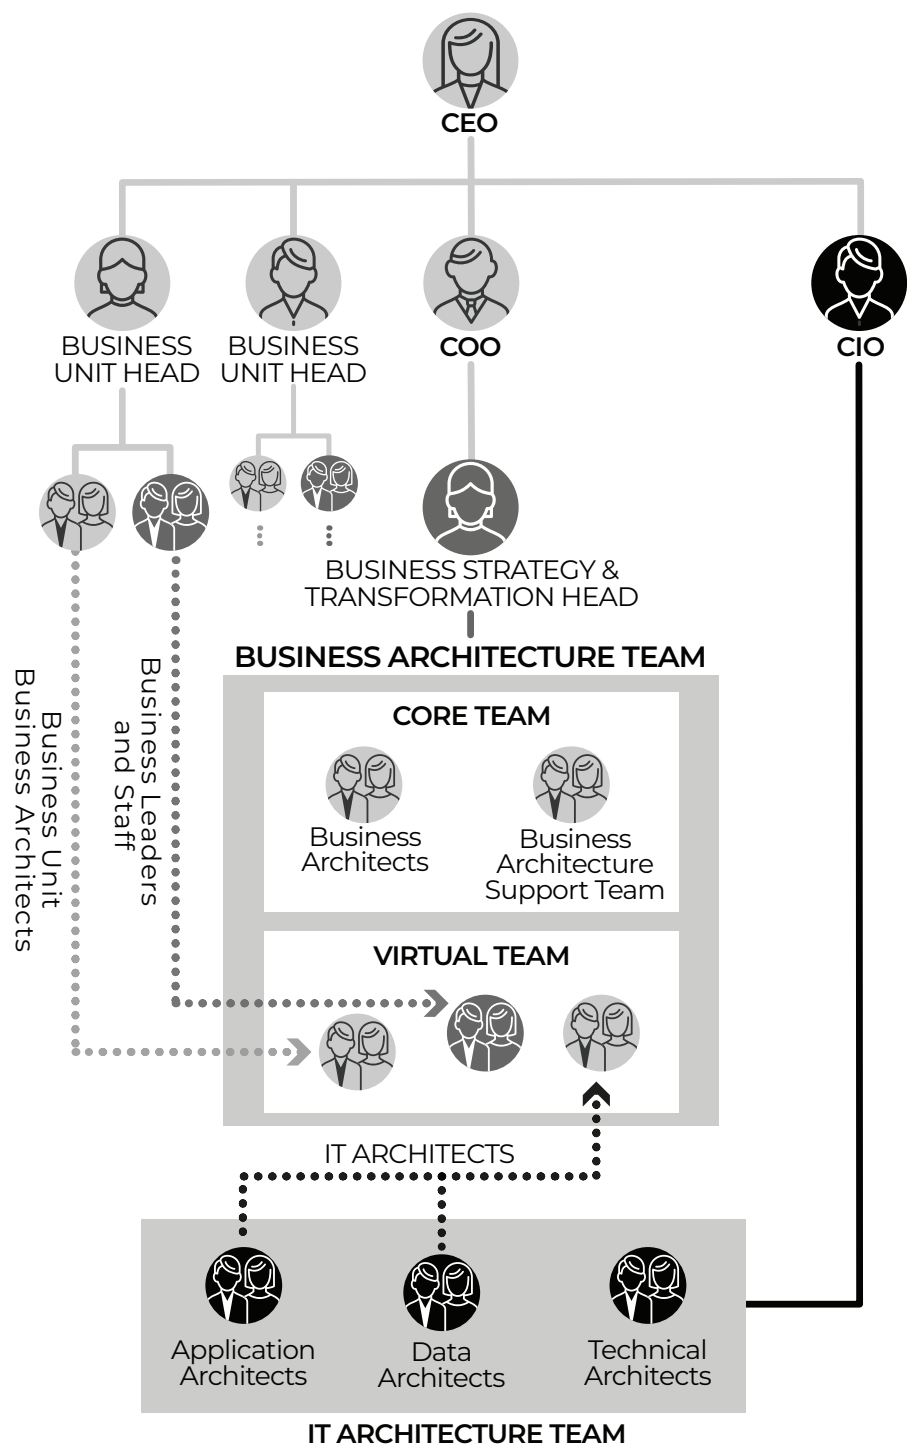 CEO
BUSINESS
UNIT HEAD
BUSINESS
UNIT HEAD
COO
CIO
BUSINESS STRATEGY &
TRANSFORMATION HEAD
BUSINESS ARCHITECTURE TEAM
Business Unit
Business Architects
Business Leaders
and Staff
CORE TEAM
Business
Architects
Business
Architecture
Support Team
VIRTUAL TEAM
IT ARCHITECTS
Application
Architects
Data
Architects
Technical
Architects
IT ARCHITECTURE TEAM